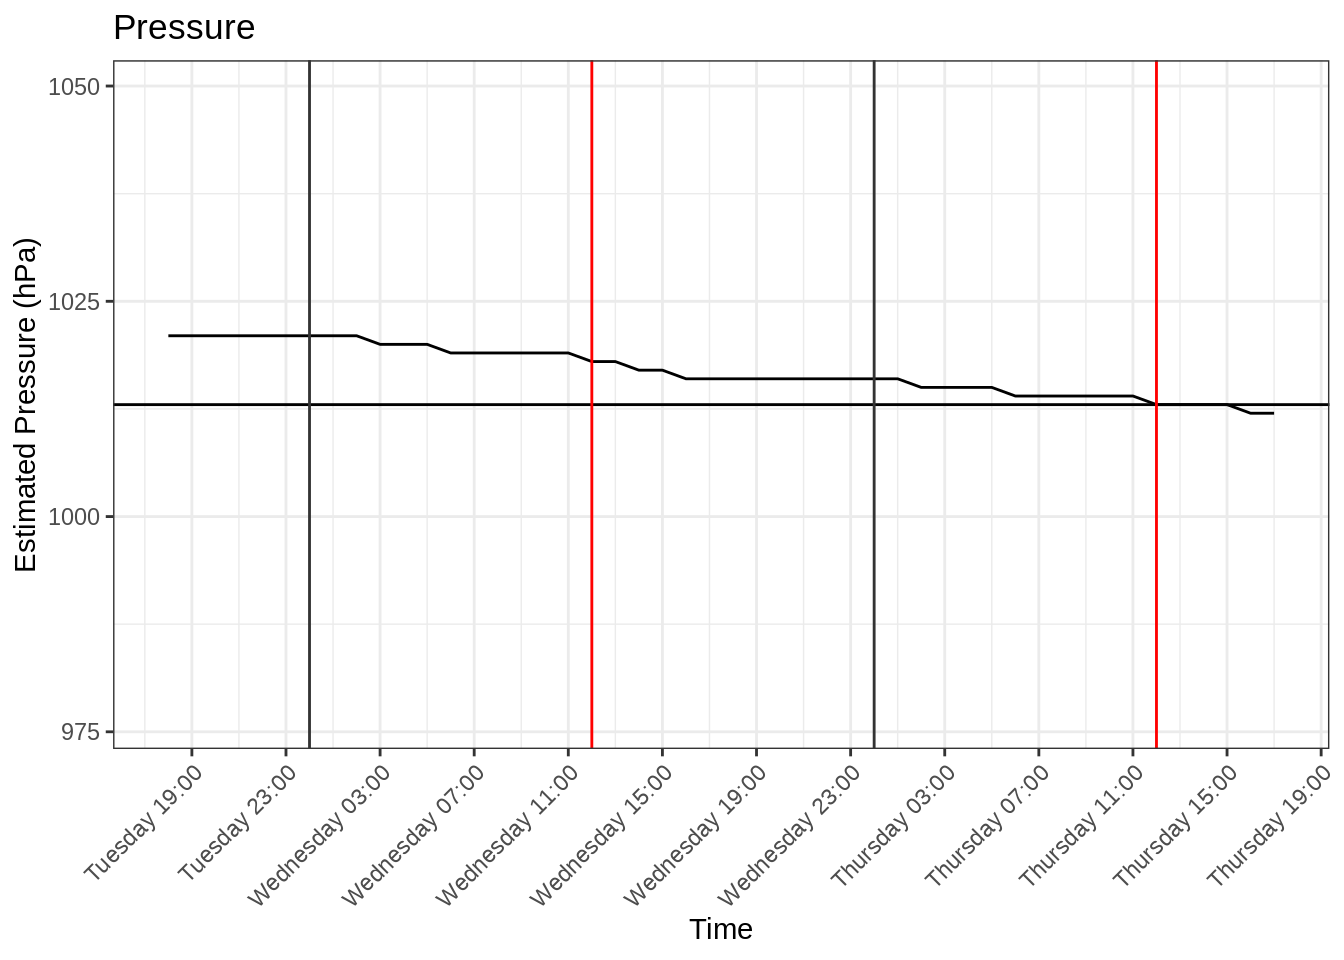 Pressure
Estimated Pressure (hPa)
1050
1025
1000
975
Tuesday 19:00
Tuesday 23:00
Wednesday 03:00
Wednesday 07:00
Wednesday 11:00
Wednesday 15:00
Wednesday 19:00
Wednesday 23:00
Thursday 03:00
Thursday 07:00
Thursday 11:00
Thursday 15:00
Thursday 19:00
Time